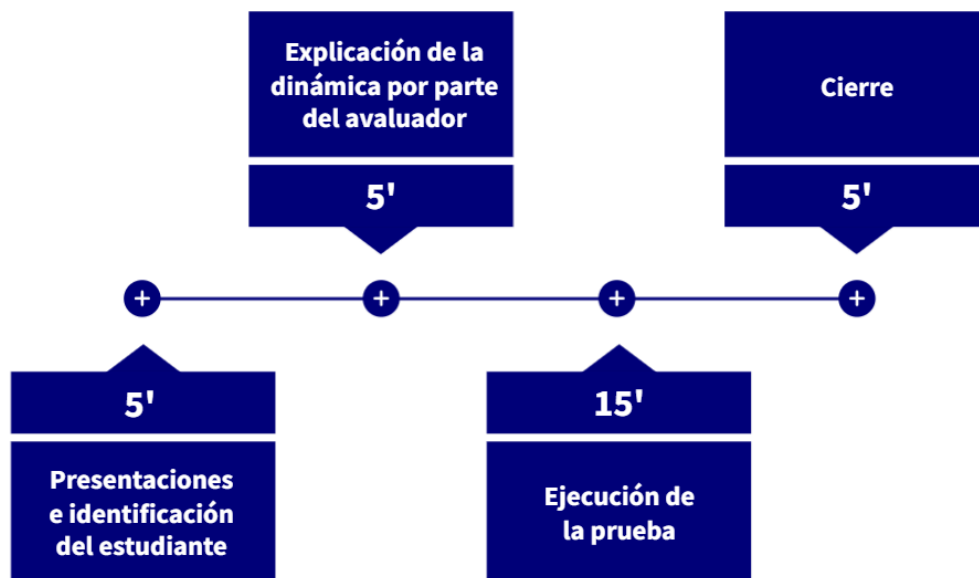 5'
Presentaciones
e identificación
del estudiante
Explicación de la
dinámica por parte
del avaluador
5'
15'
Ejecución de
la prueba
Cierre
5'